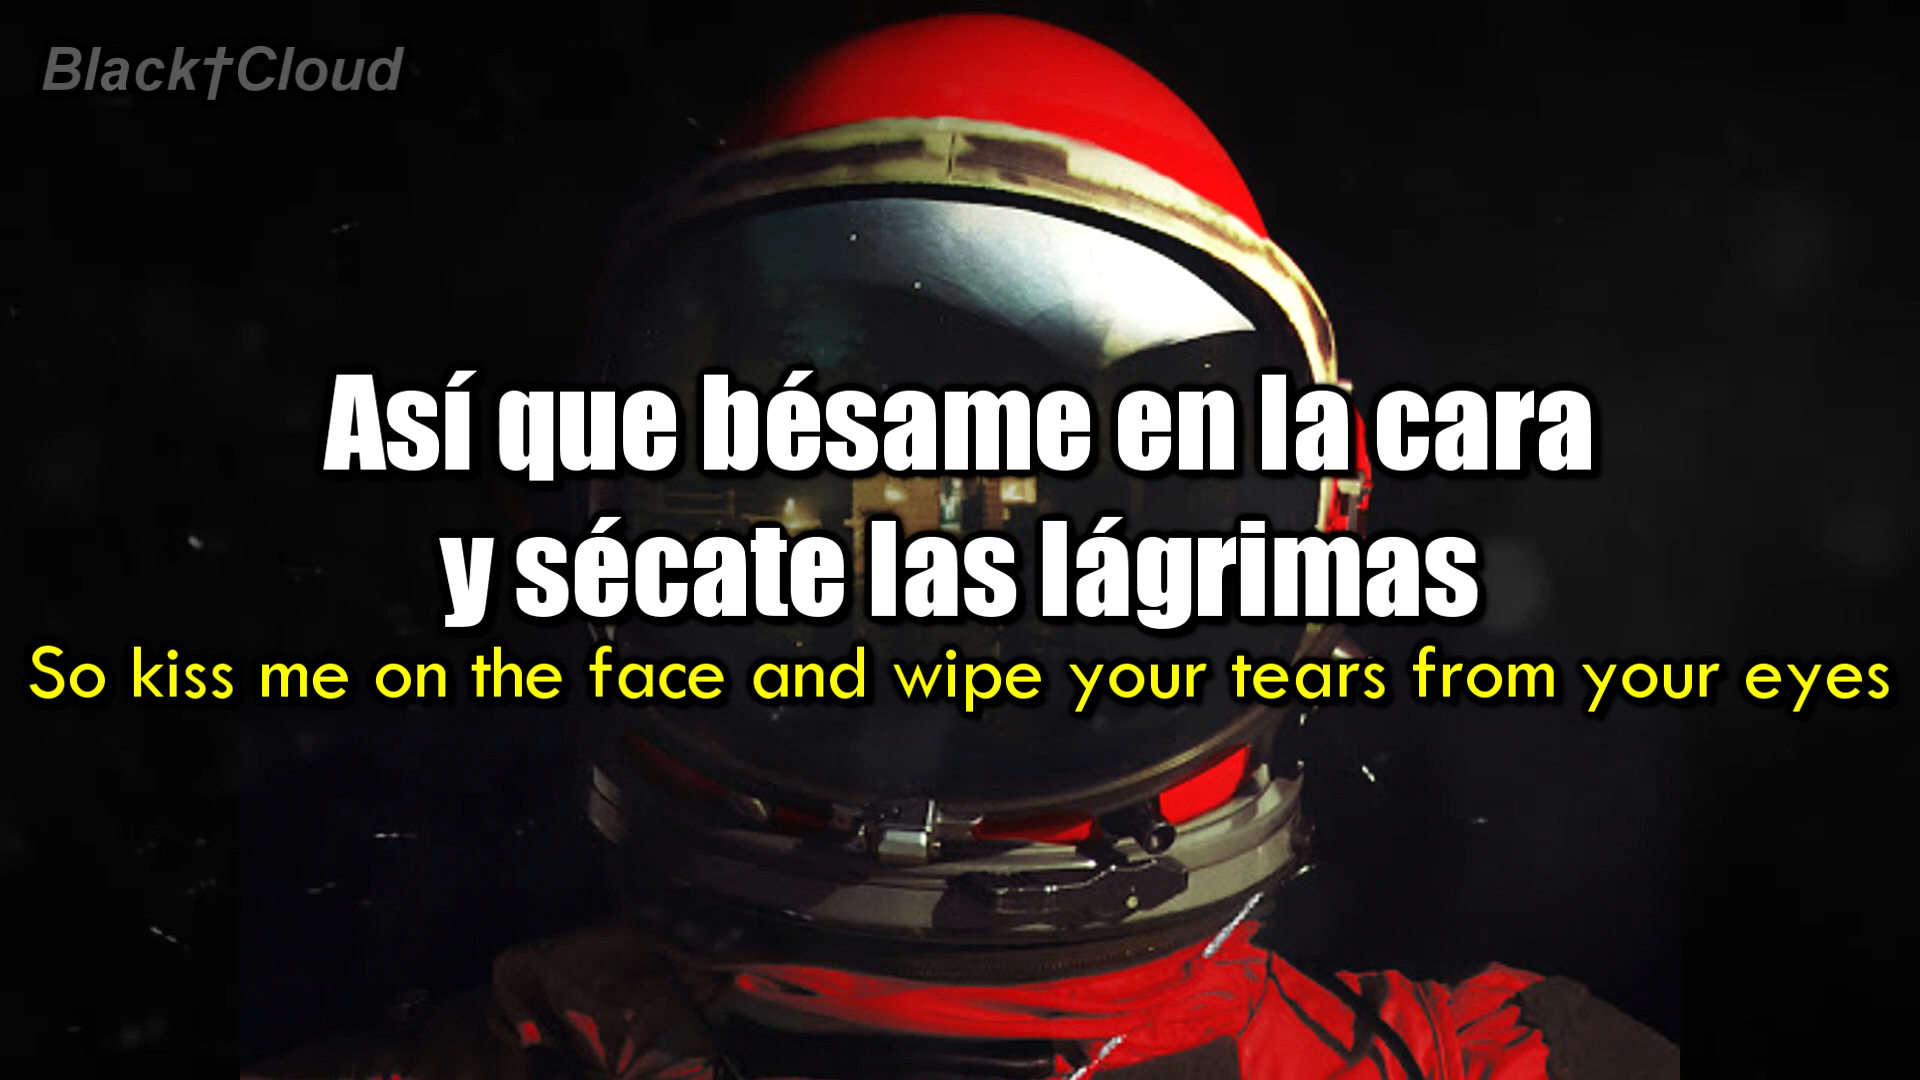 Black†Cloud
Así que bésame en la cara
y sécate las lágrimas
So kiss me on the face and wipe your tears from your eyes